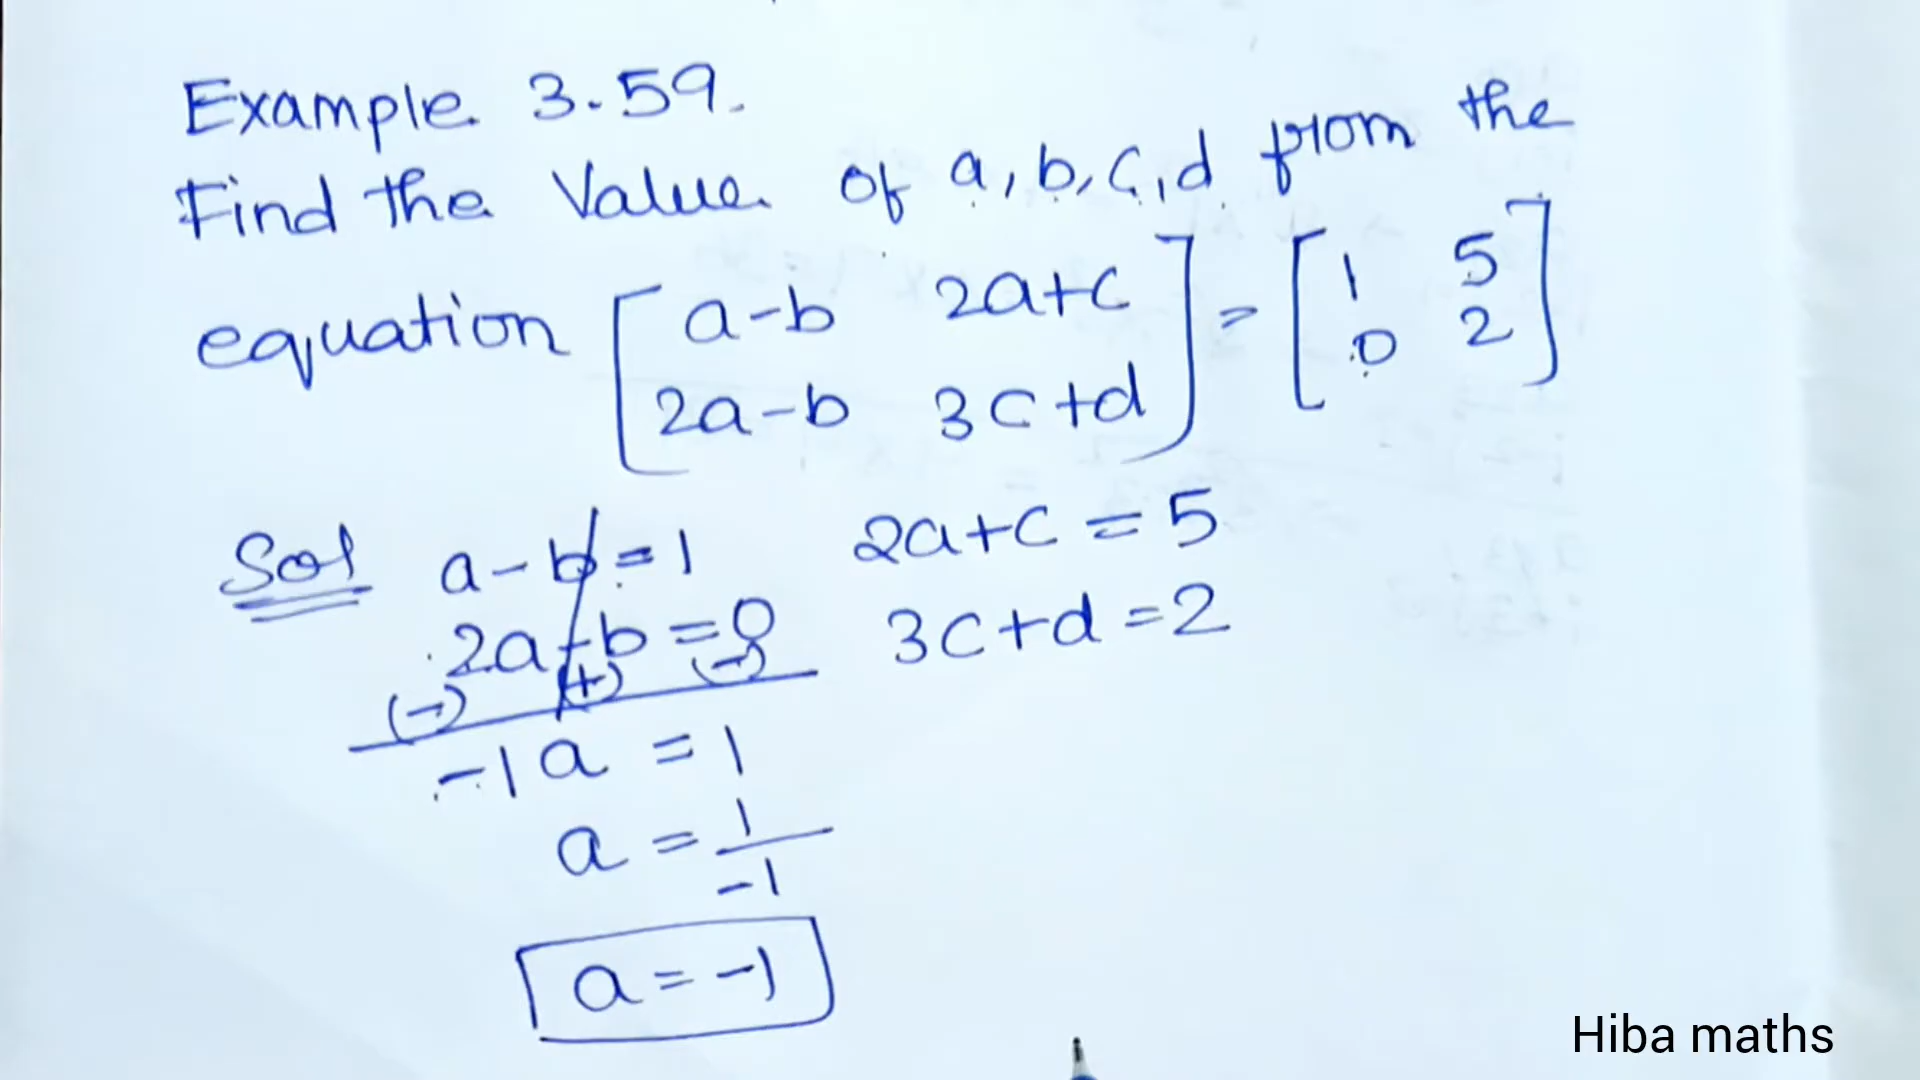 Example 3.59.
Find the Value of a, b, c, d from the
equation [a-b 2a+c] = [1 5]
[2a-b 3c+d] [0 2]
Sol a-b=1 2a+c=5
2a-b=0 3c+d=2
(-) (+) (-)
-1a = 1
a = 1/-1
a = -1
Hiba maths